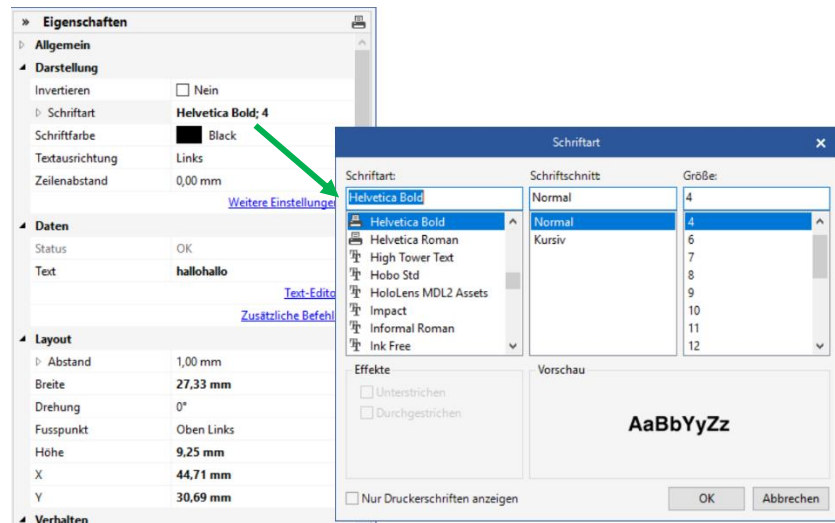 » Eigenschaften
Allgemein
Darstellung
Invertieren Nein
Schriftart Helvetica Bold; 4
Schriftfarbe Black
Textausrichtung Links
Zeilenabstand 0,00 mm
Weitere Einstellungen
Daten
Status OK
Text hallohallo
Text-Edito
Zusätzliche Befehl
Layout
Abstand 1,00 mm
Breite 27,33 mm
Drehung 0°
Fusspunkt Oben Links
Höhe 9,25 mm
X 44,71 mm
Y 30,69 mm
Verhalten
Schriftart
Schriftart: Schriftschnitt: Größe:
Helvetica Bold Normal 4
Helvetica Bold Normal 4
Helvetica Roman Kursiv 6
High Tower Text 7
Hobo Std 8
HoloLens MDL2 Assets 9
Impact 10
Informal Roman 11
Ink Free 12
Effekte Vorschau
Unterstrichen
Durchgestrichen
AaBbYyZz
Nur Druckerschriften anzeigen OK Abbrechen